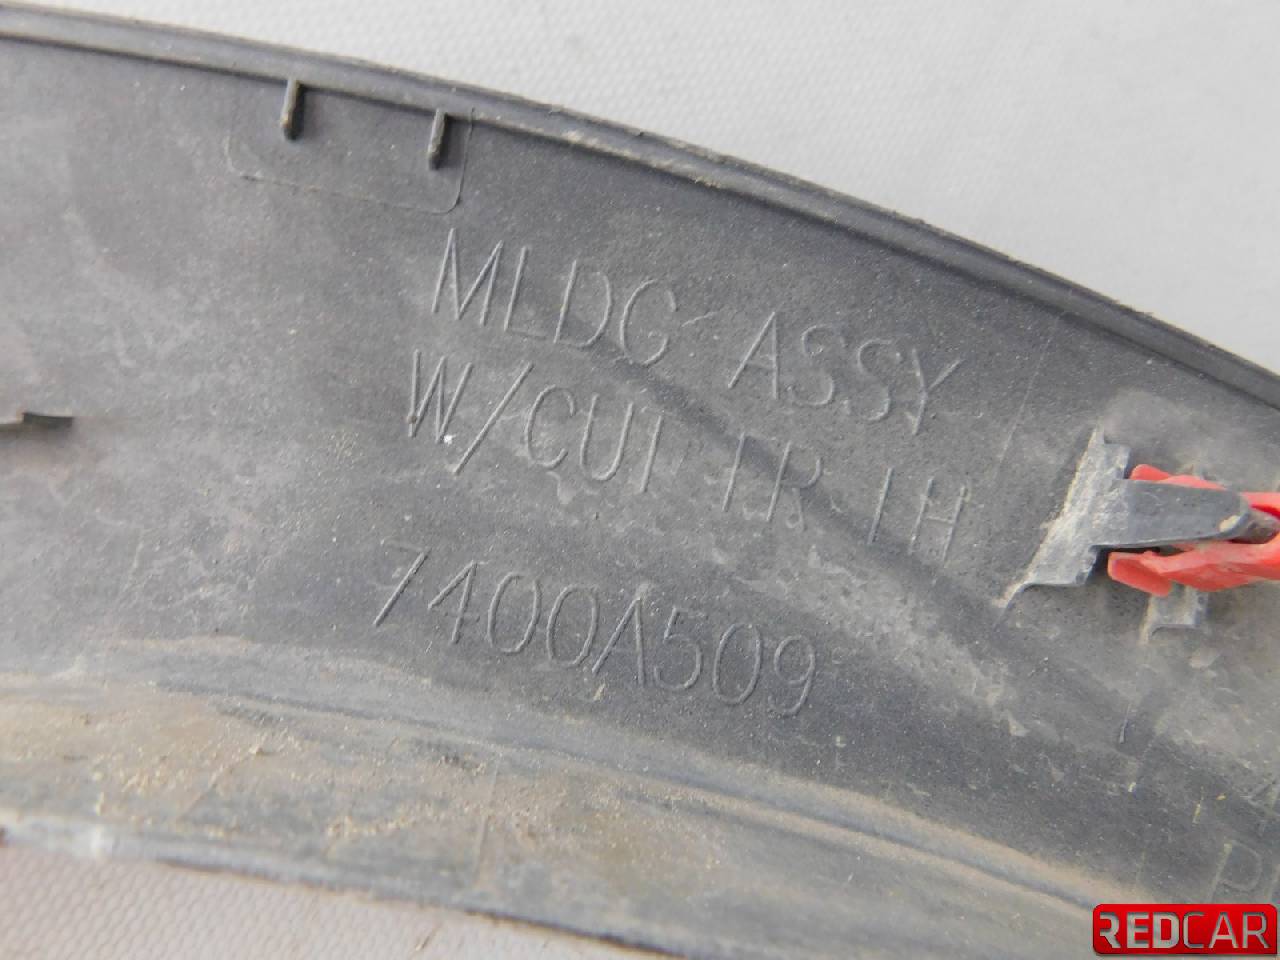 MLDG ASSY
W/CUT FR LH
7400A509
P
REDCAR